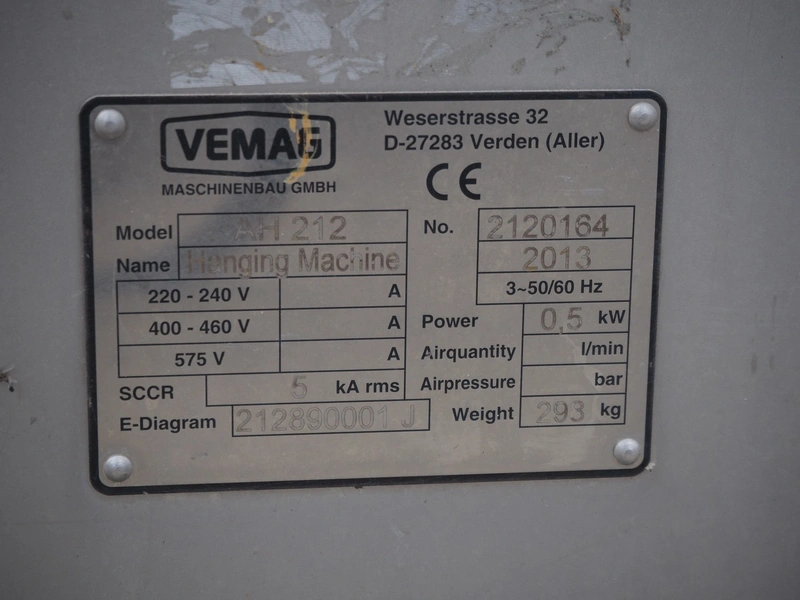 VEMAG
MASCHINENBAU GMBH
Weserstrasse 32
D-27283 Verden (Aller)
CE
Model AH 212
Name Hanging Machine
No. 2120164
2013
3~50/60 Hz
220 - 240 V A
400 - 460 V A
575 V A
SCCR 5 kA rms
E-Diagram 212890001 J
Power 0,5 kW
Airquantity l/min
Airpressure bar
Weight 293 kg